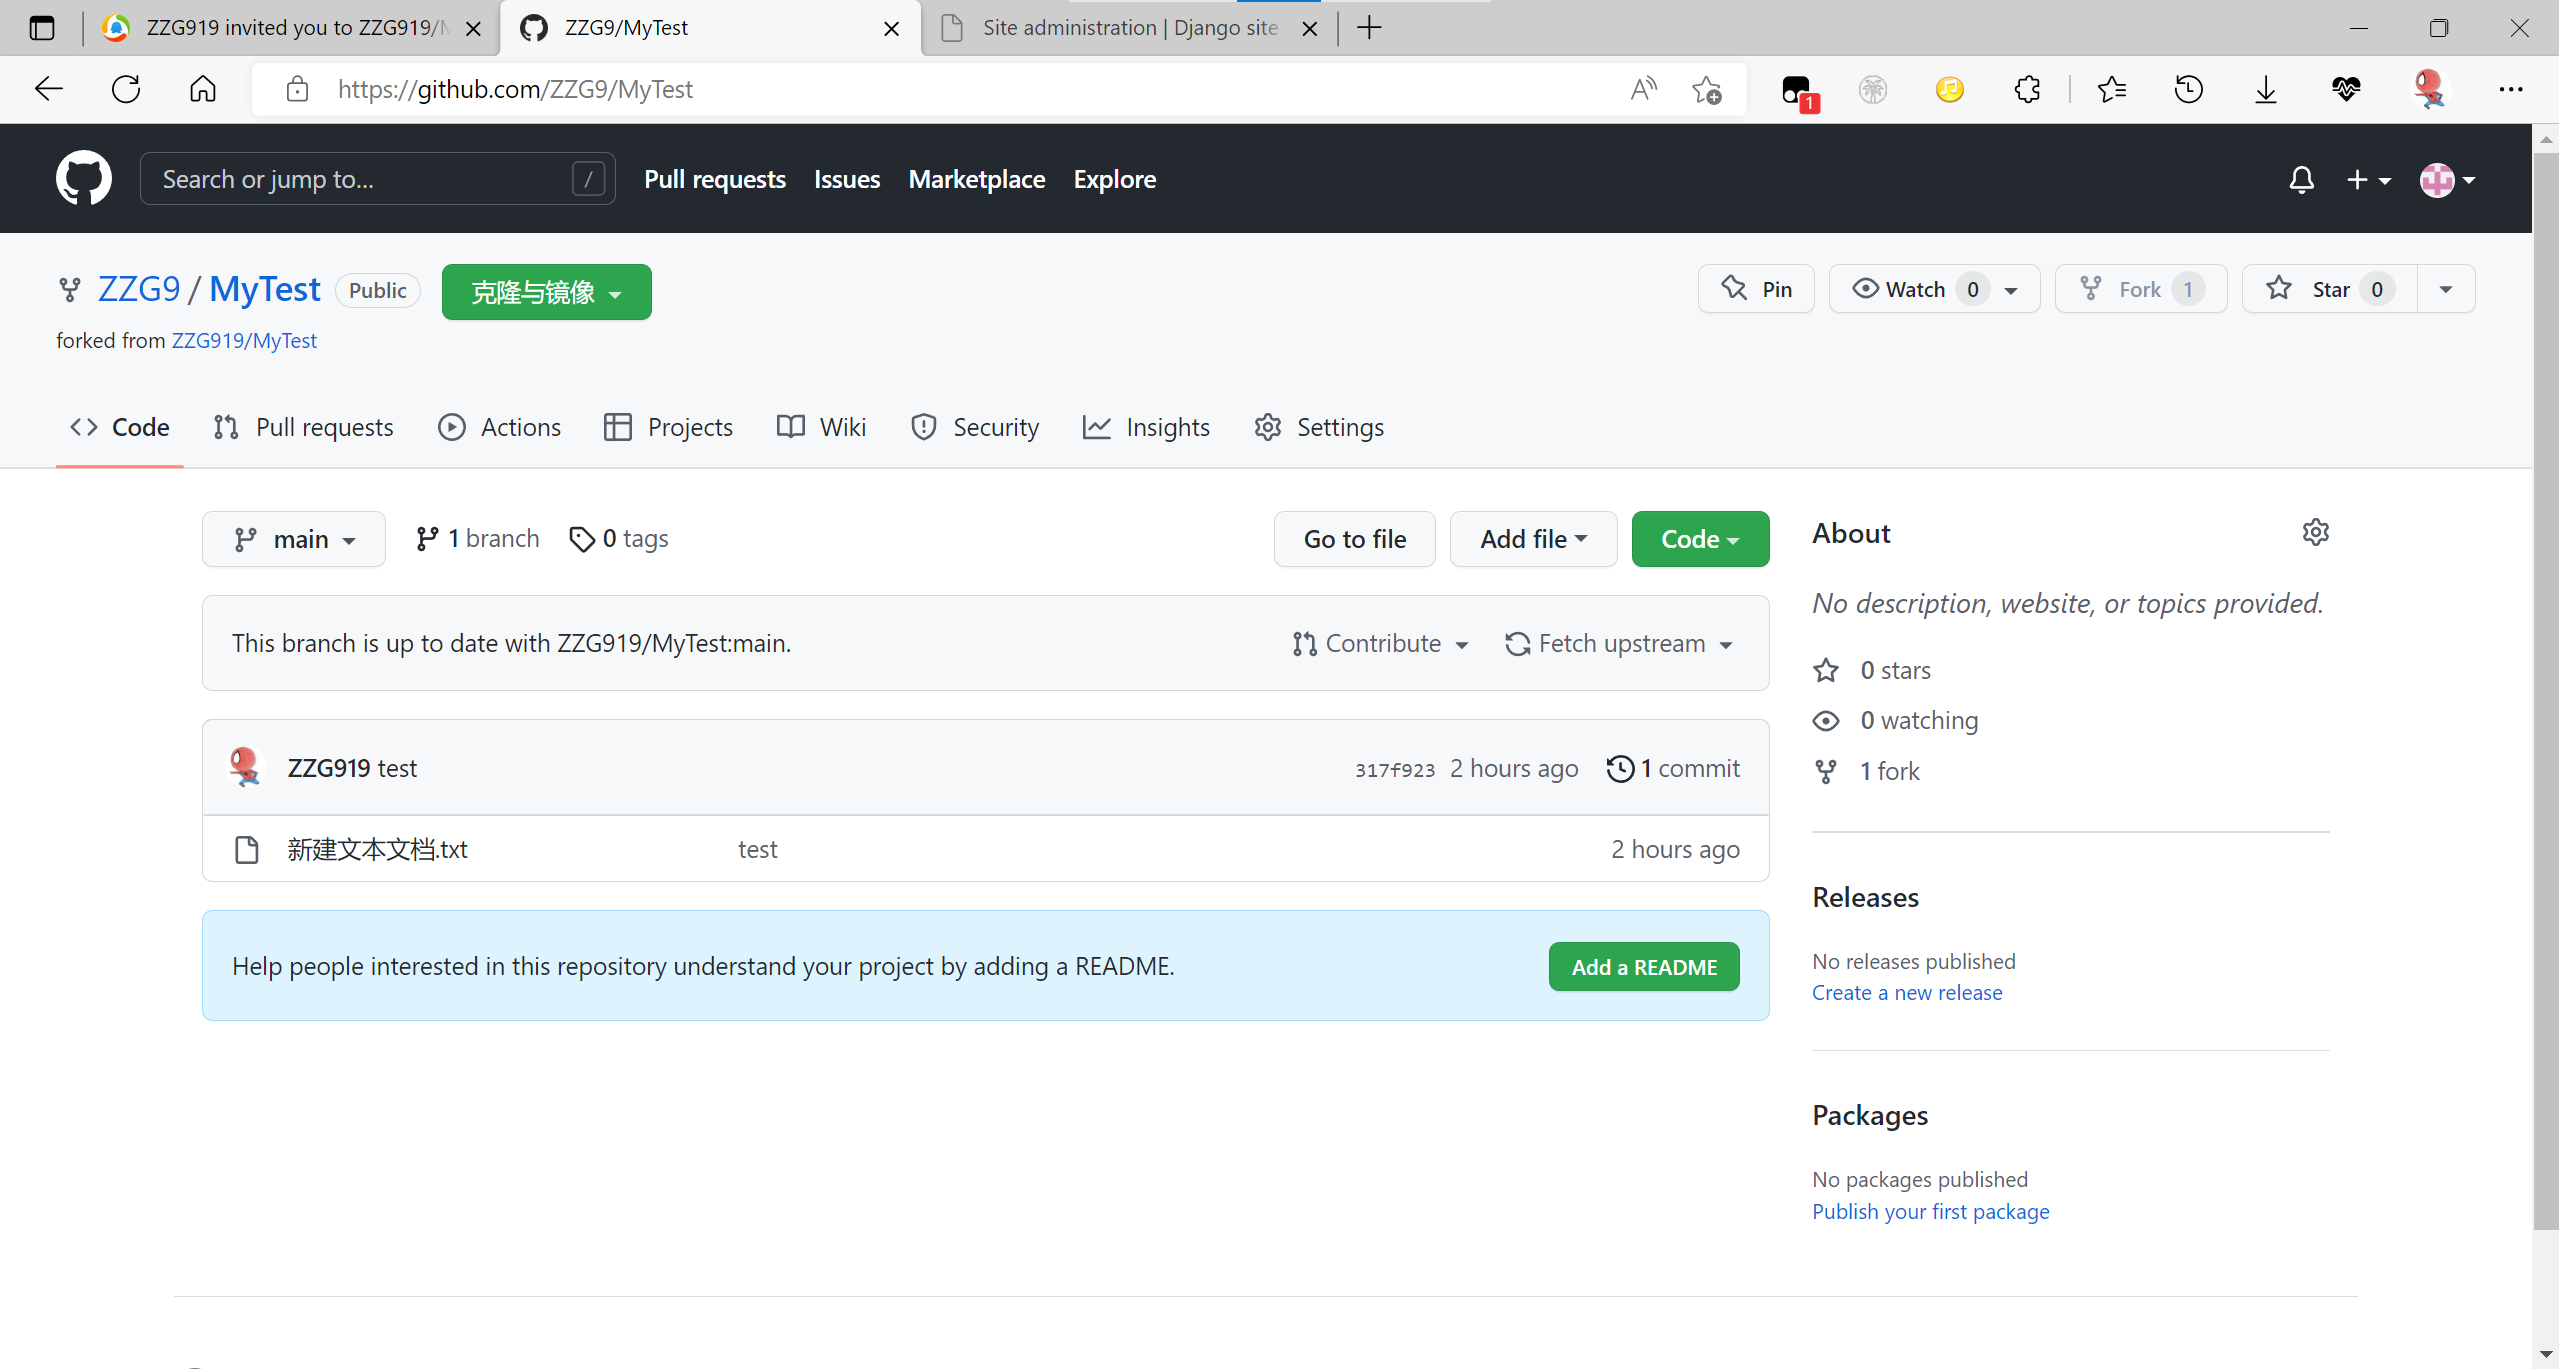 ZZG919 invited you to ZZG919/M
ZZG9/MyTest
Site administration | Django site
https://github.com/ZZG9/MyTest
1
Search or jump to...
/
Pull requests
Issues
Marketplace
Explore
ZZG9 / MyTest
Public
克隆与镜像
Pin
Watch 0
Fork 1
Star 0
forked from ZZG919/MyTest
Code
Pull requests
Actions
Projects
Wiki
Security
Insights
Settings
main
1 branch
0 tags
Go to file
Add file
Code
This branch is up to date with ZZG919/MyTest:main.
Contribute
Fetch upstream
ZZG919 test
317f923 2 hours ago
1 commit
新建文本文档.txt
test
2 hours ago
Help people interested in this repository understand your project by adding a README.
Add a README
About
No description, website, or topics provided.
0 stars
0 watching
1 fork
Releases
No releases published
Create a new release
Packages
No packages published
Publish your first package